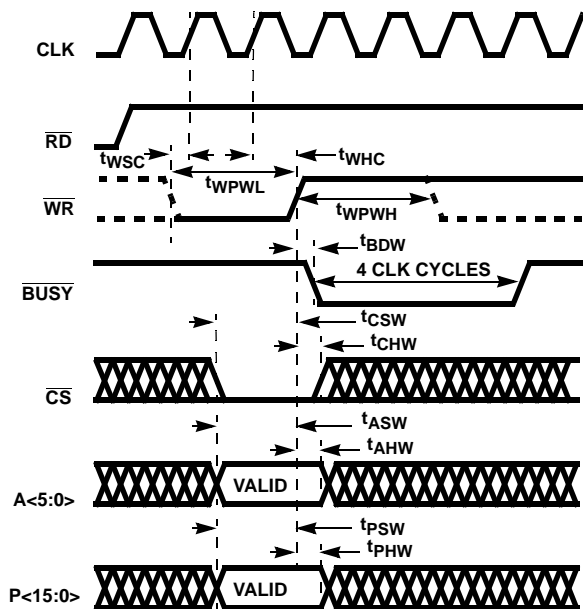 CLK
RD
tWSC
tWHC
tWPWL
WR
tWPWH
tBDW
BUSY
4 CLK CYCLES
tCSW
tCHW
CS
tASW
tAHW
VALID
A<5:0>
tPSW
tPHW
VALID
P<15:0>